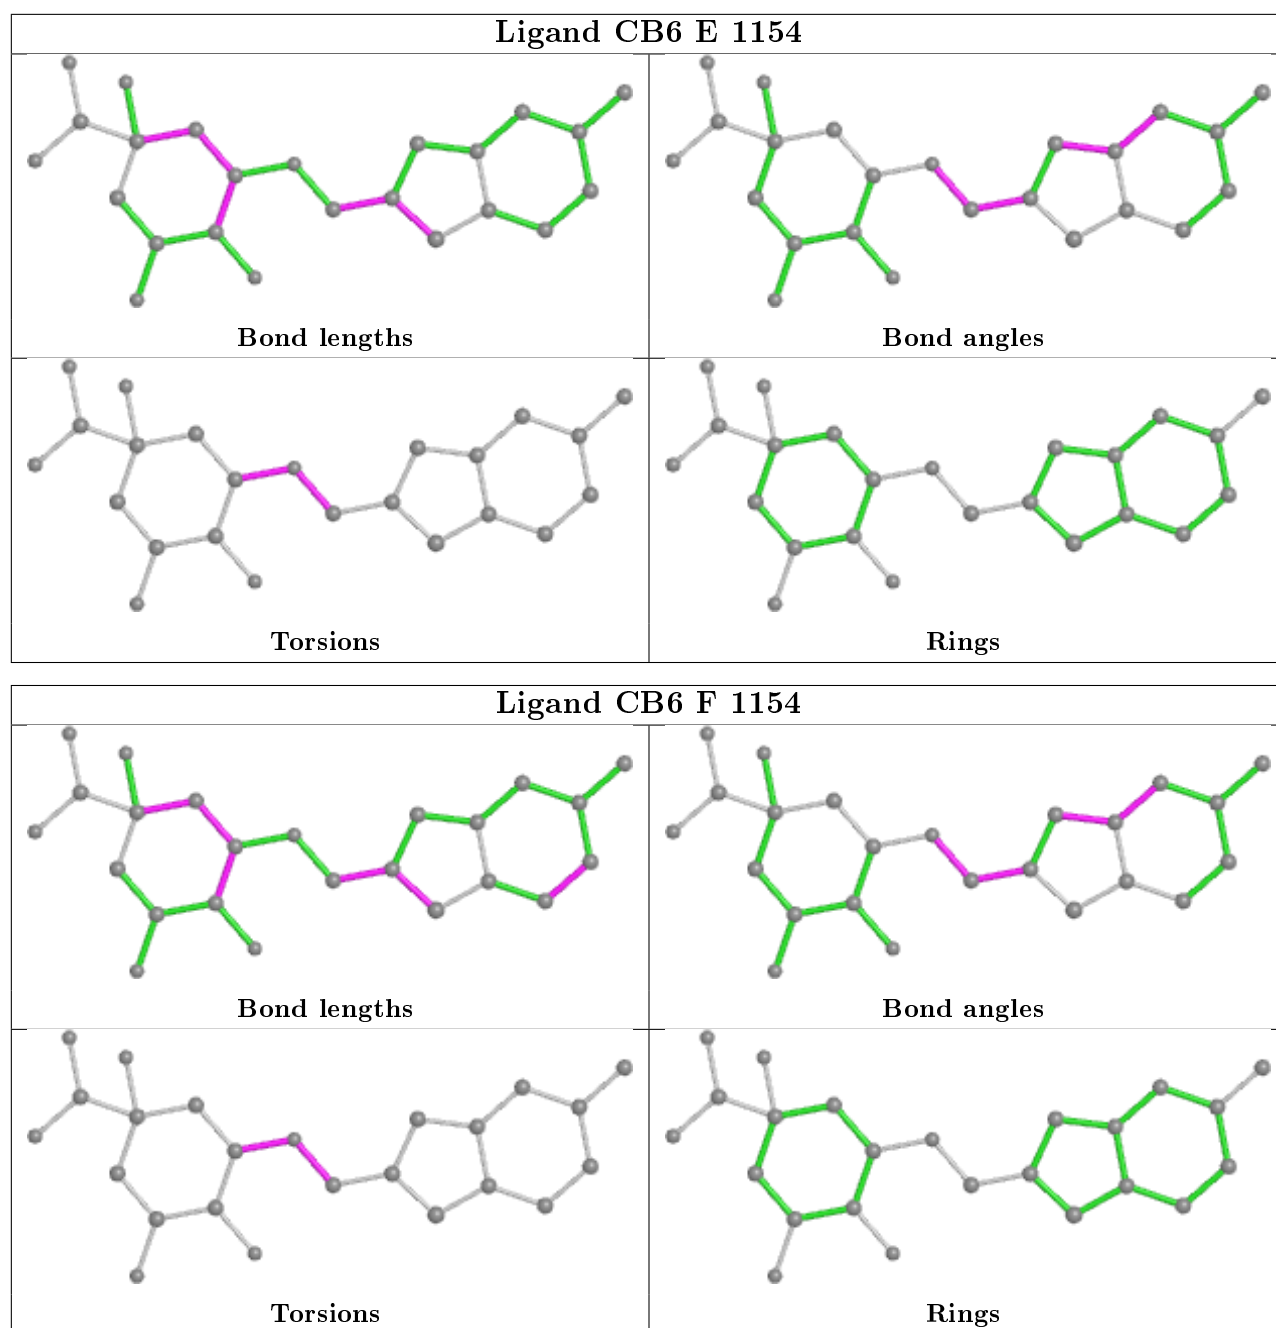 Ligand CB6 E 1154
Bond lengths
Bond angles
Torsions
Rings
Ligand CB6 F 1154
Bond lengths
Bond angles
Torsions
Rings